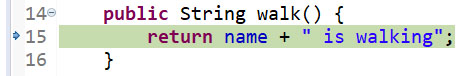 14 public String walk() {
15 return name + " is walking";
16 }